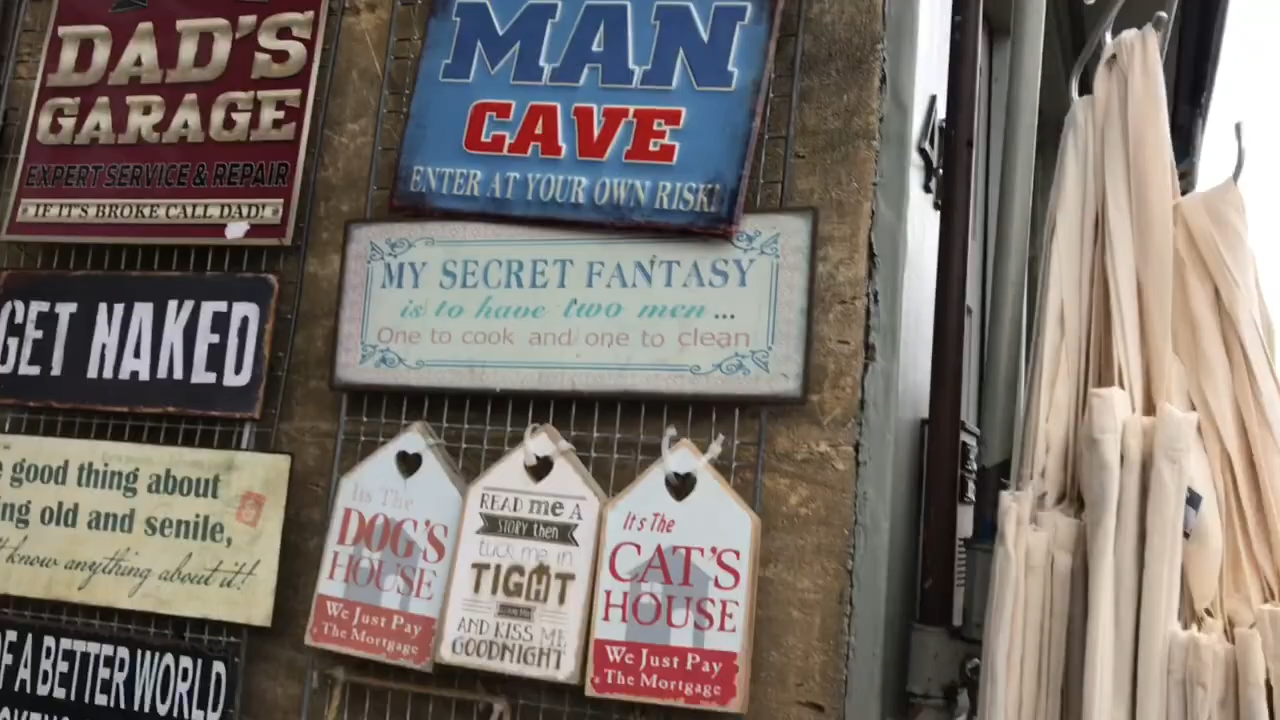 DAD'S
GARAGE
EXPERT SERVICE & REPAIR
IF IT'S BROKE CALL DAD!
MAN
CAVE
ENTER AT YOUR OWN RISK!
GET NAKED
MY SECRET FANTASY
is to have two men...
One to cook and one to clean
good thing about
old and senile,
know anything about it!
OF A BETTER WORLD
Its The
DOG'S
HOUSE
We Just Pay
The Mortgage
READ me A
STORY then
tuck me in
TIGHT
AND KISS ME
GOODNIGHT
It's The
CAT'S
HOUSE
We Just Pay
The Mortgage